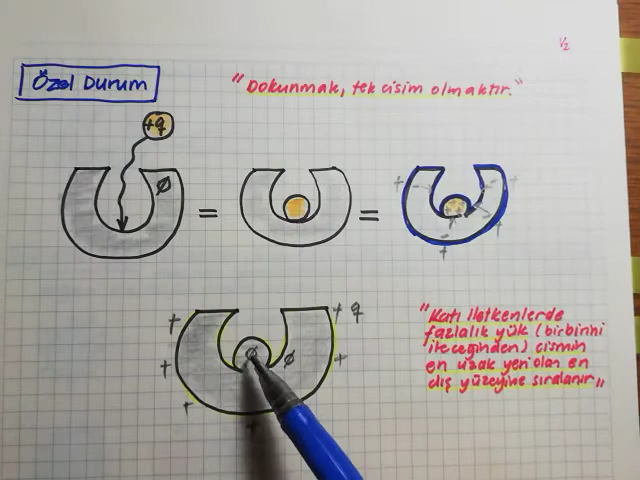 1/2
Özel Durum
"Dokunmak, tek cisim olmaktır."
+q
Ø
=
=
+ + + +
+ + q
Ø Ø
+ +
+ +
"Katı iletkenlerde
fazlalık yük (birbirini
iteceğinden) cismin
en uzak yeri olan en
dış yüzeyine sıralanır"